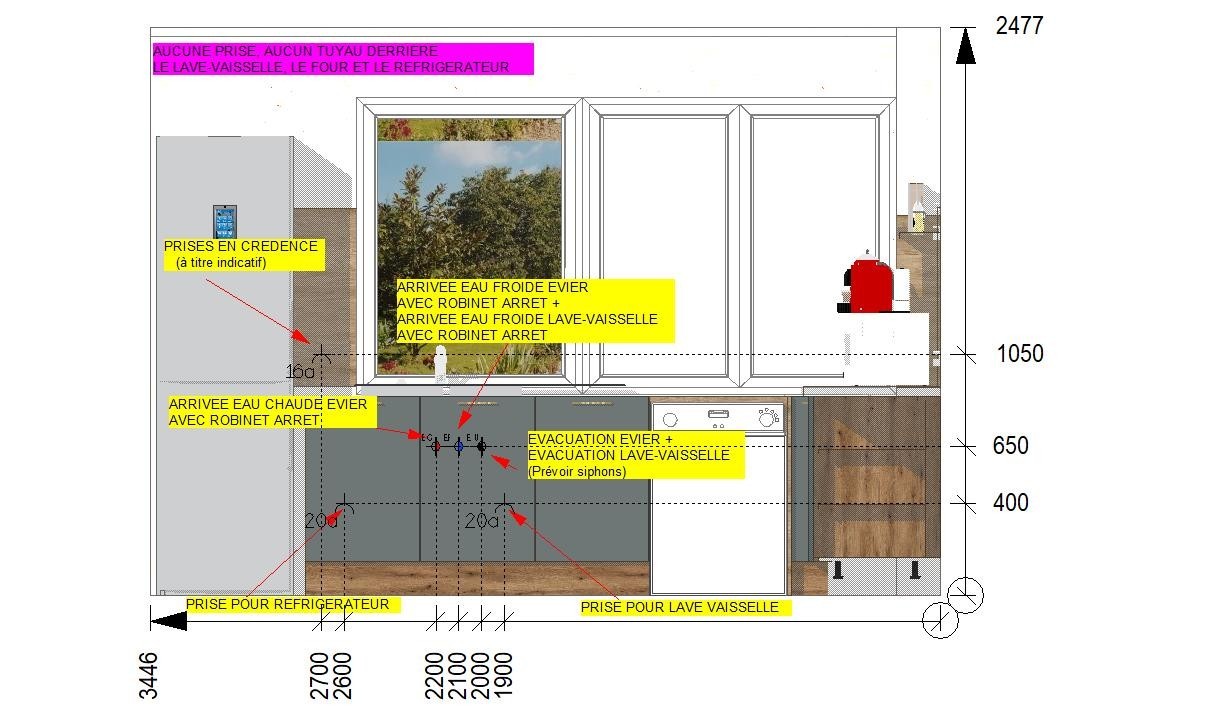 2477
AUCUNE PRISE, AUCUN TUYAU DERRIERE
LE LAVE-VAISSELLE, LE FOUR ET LE REFRIGERATEUR
PRISES EN CREDENCE
(à titre indicatif)
ARRIVEE EAU FROIDE EVIER
AVEC ROBINET ARRET +
ARRIVEE EAU FROIDE LAVE-VAISSELLE
AVEC ROBINET ARRET
1050
16a
ARRIVEE EAU CHAUDE EVIER
AVEC ROBINET ARRET
EC EF EU
EVACUATION EVIER +
EVACUATION LAVE-VAISSELLE
(Prévoir siphons)
650
400
20a 20a
PRISE POUR REFRIGERATEUR
PRISE POUR LAVE VAISSELLE
3446 2700 2600 2200 2100 2000 1900